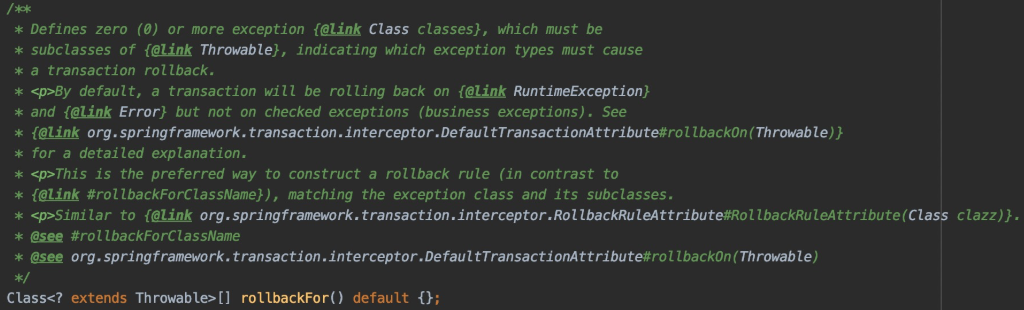 /**
 * Defines zero (0) or more exception {@link Class classes}, which must be
 * subclasses of {@link Throwable}, indicating which exception types must cause
 * a transaction rollback.
 * <p>By default, a transaction will be rolling back on {@link RuntimeException}
 * and {@link Error} but not on checked exceptions (business exceptions). See
 * {@link org.springframework.transaction.interceptor.DefaultTransactionAttribute#rollbackOn(Throwable)}
 * for a detailed explanation.
 * <p>This is the preferred way to construct a rollback rule (in contrast to
 * {@link #rollbackForClassName}), matching the exception class and its subclasses.
 * <p>Similar to {@link org.springframework.transaction.interceptor.RollbackRuleAttribute#RollbackRuleAttribute(Class clazz)}.
 * @see #rollbackForClassName
 * @see org.springframework.transaction.interceptor.DefaultTransactionAttribute#rollbackOn(Throwable)
 */
Class<? extends Throwable>[] rollbackFor() default {};